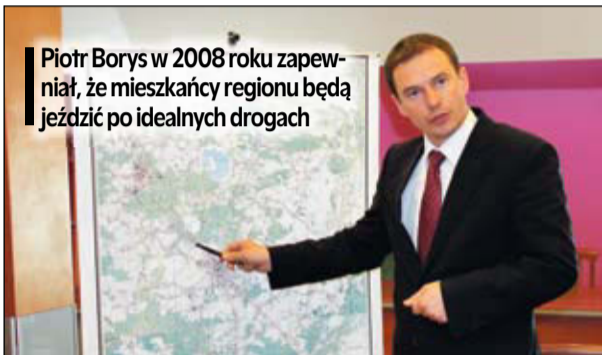 Piotr Borys w 2008 roku zapew-
niał, że mieszkańcy regionu będą
jeździć po idealnych drogach